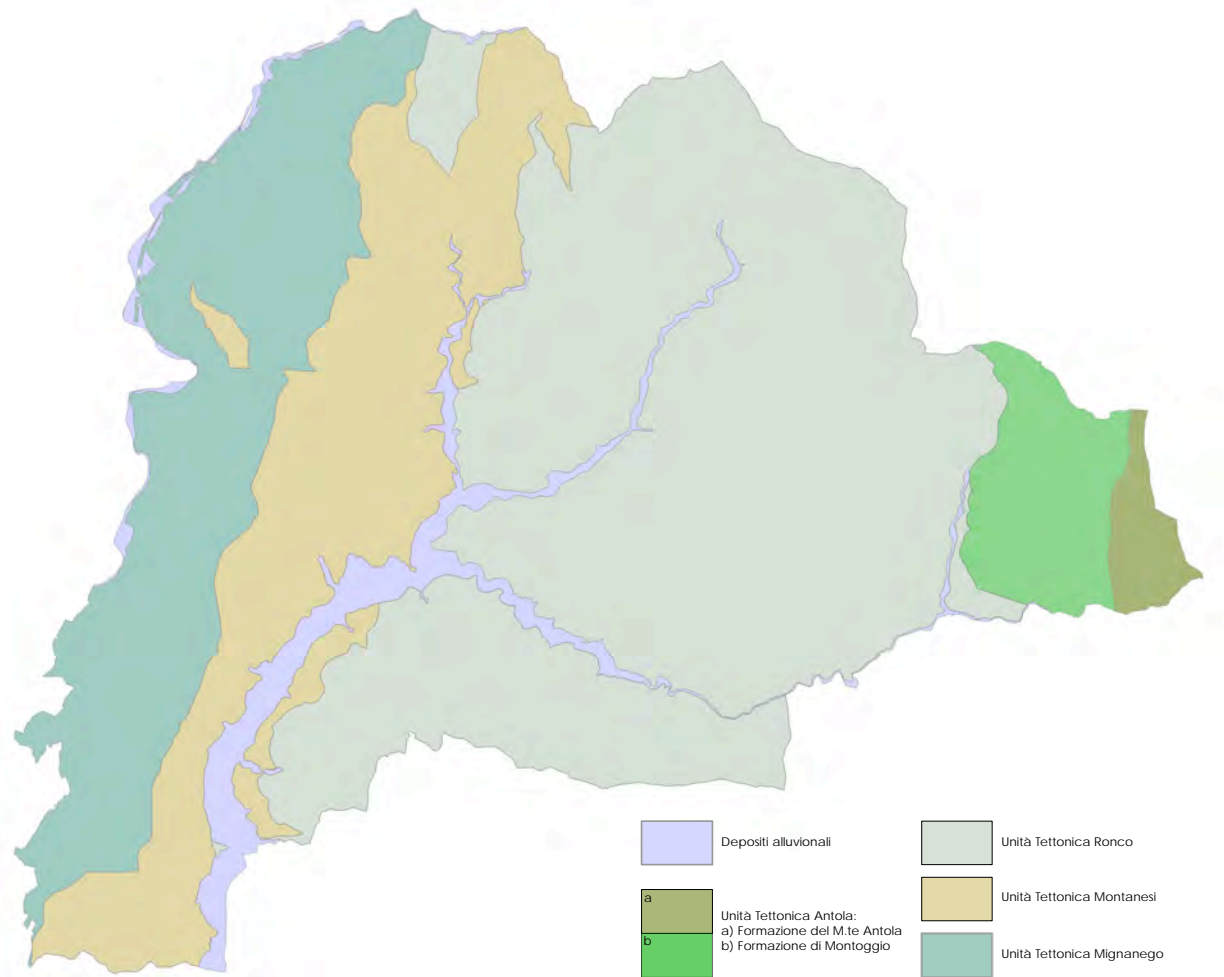 Depositi alluvionali
a
b
Unità Tettonica Antola:
a) Formazione del M.te Antola
b) Formazione di Montoggio
Unità Tettonica Ronco
Unità Tettonica Montanesi
Unità Tettonica Mignanego